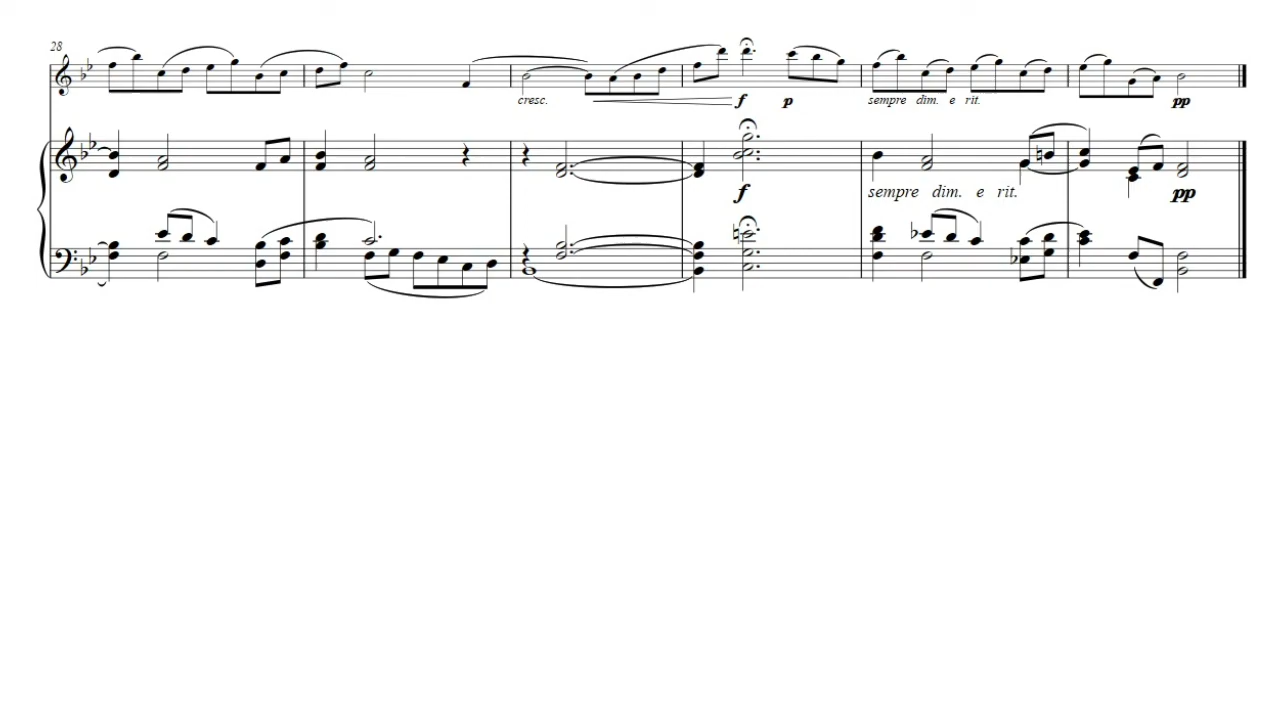 28
cresc.
f
p
sempre dim. e rit.
pp
f
sempre dim. e rit.
pp